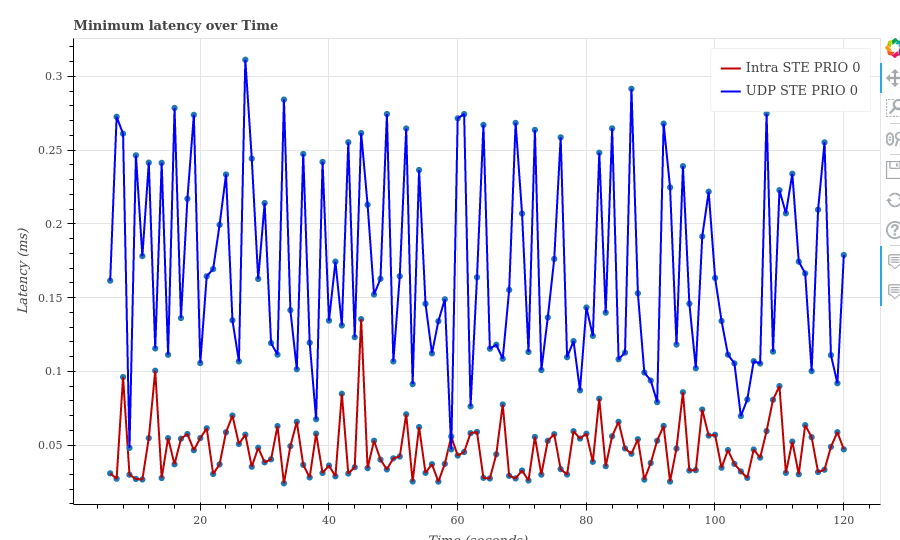 Minimum latency over Time
Intra STE PRIO 0
UDP STE PRIO 0
Latency (ms)
0.3
0.25
0.2
0.15
0.1
0.05
20 40 60 80 100 120
Time (seconds)